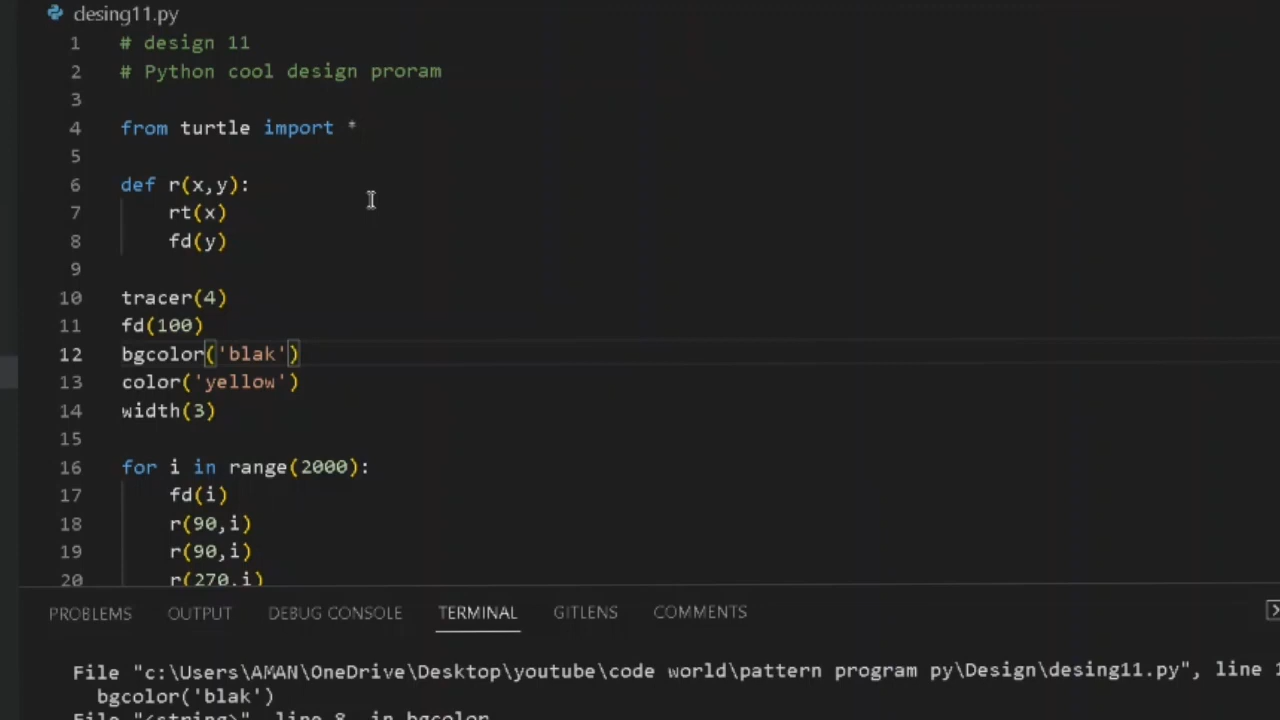 desing11.py
1 # design 11
2 # Python cool design proram
3
4 from turtle import *
5
6 def r(x,y):
7 rt(x)
8 fd(y)
9
10 tracer(4)
11 fd(100)
12 bgcolor('blak')
13 color('yellow')
14 width(3)
15
16 for i in range(2000):
17 fd(i)
18 r(90,i)
19 r(90,i)
20 r(270,i)
PROBLEMS OUTPUT DEBUG CONSOLE TERMINAL GITLENS COMMENTS
File "c:\Users\AMAN\OneDrive\Desktop\youtube\code world\pattern program py\Design\desing11.py", line
bgcolor('blak')
File "<string>", line 8, in bgcolor